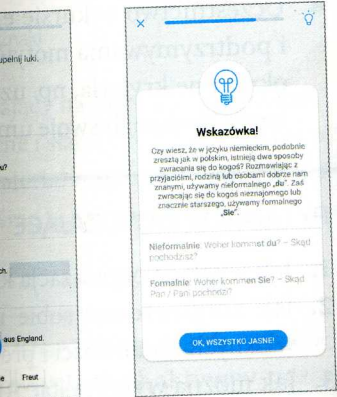 upełnij luki.
u?
ch.
aus England.
e
Freut
Wskazówka!
Czy wiesz, że w języku niemieckim, podobnie
zresztą jak w polskim, istnieją dwa sposoby
zwracania się do kogoś? Rozmawiając z
przyjaciółmi, rodziną lub osobami dobrze nam
znanymi, używamy nieformalnego „du". Zaś
zwracając się do kogoś nieznajomego lub
znacznie starszego, używamy formalnego
„Sie".
Nieformalnie: Woher kommst du? – Skąd
pochodzisz?
Formalnie: Woher kommen Sie? – Skąd
Pan / Pani pochodzi?
OK, WSZYSTKO JASNE!